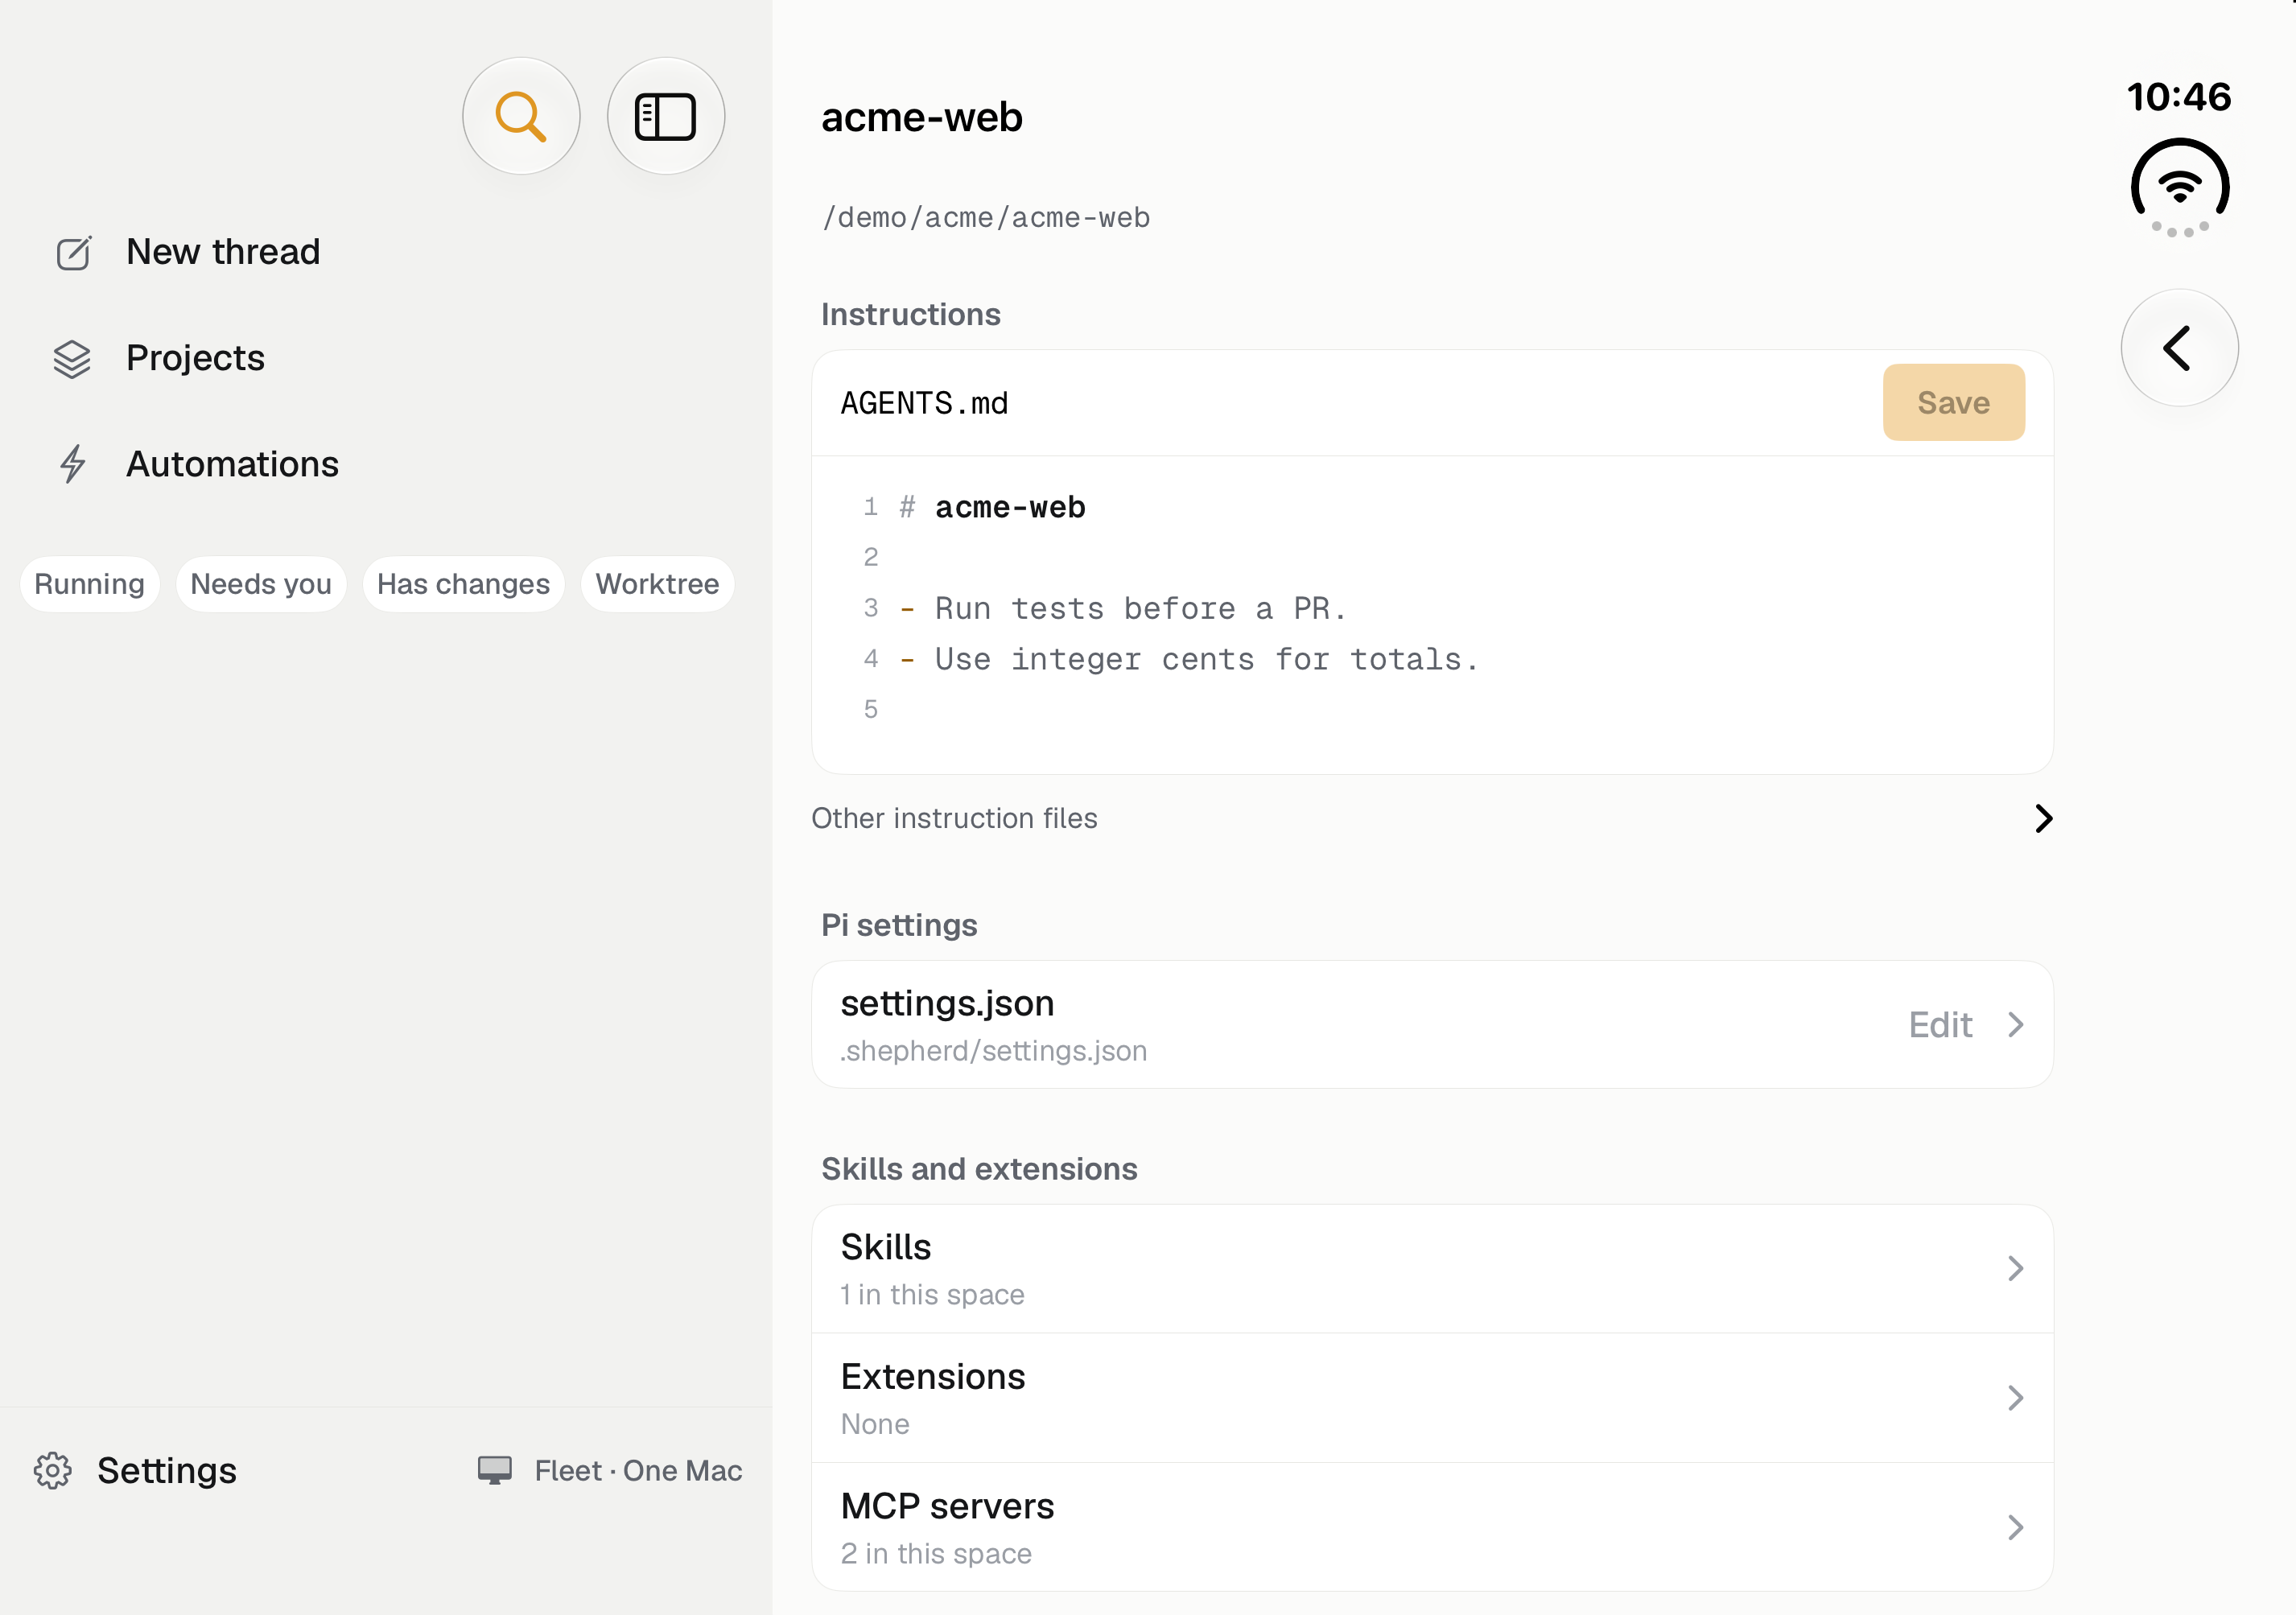 New thread
Projects
Automations
Running
Needs you
Has changes
Worktree
Settings
Fleet · One Mac
acme-web
/demo/acme/acme-web
Instructions
AGENTS.md
Save
1 # acme-web
2
3 - Run tests before a PR.
4 - Use integer cents for totals.
5
Other instruction files
Pi settings
settings.json
.shepherd/settings.json
Edit
Skills and extensions
Skills
1 in this space
Extensions
None
MCP servers
2 in this space
10:46